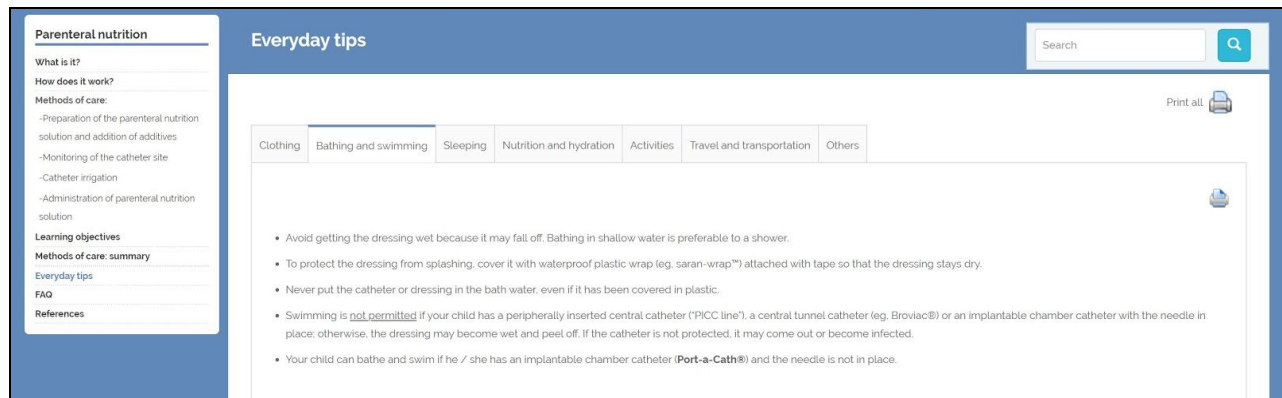 Parenteral nutrition
What is it?
How does it work?
Methods of care:
-Preparation of the parenteral nutrition
solution and addition of additives
-Monitoring of the catheter site
-Catheter irrigation
-Administration of parenteral nutrition
solution
Learning objectives
Methods of care: summary
Everyday tips
FAQ
References
Everyday tips
Search
Print all
Clothing Bathing and swimming Sleeping Nutrition and hydration Activities Travel and transportation Others
• Avoid getting the dressing wet because it may fall off. Bathing in shallow water is preferable to a shower.
• To protect the dressing from splashing, cover it with waterproof plastic wrap (eg, saran-wrap™) attached with tape so that the dressing stays dry.
• Never put the catheter or dressing in the bath water, even if it has been covered in plastic.
• Swimming is not permitted if your child has a peripherally inserted central catheter ("PICC line"), a central tunnel catheter (eg, Broviac®) or an implantable chamber catheter with the needle in
place; otherwise, the dressing may become wet and peel off. If the catheter is not protected, it may come out or become infected.
• Your child can bathe and swim if he / she has an implantable chamber catheter (Port-a-Cath®) and the needle is not in place.